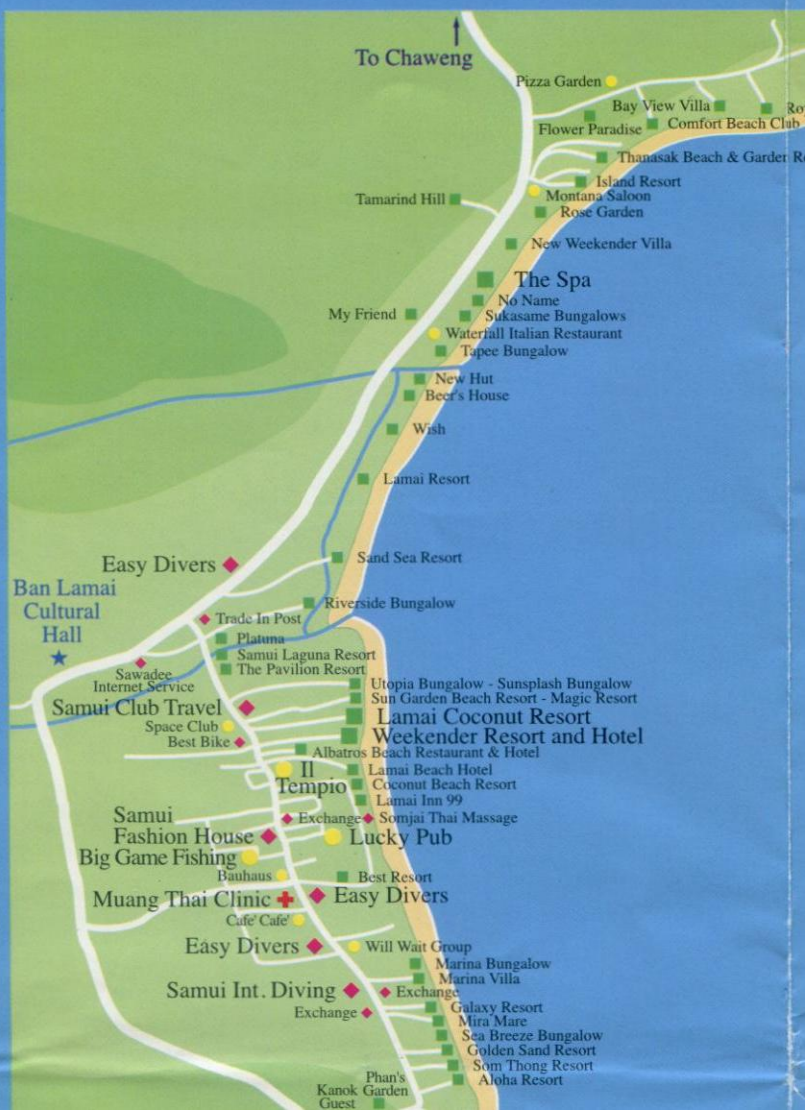 To Chaweng
Pizza Garden
Bay View Villa
Flower Paradise
Comfort Beach Club
Thanasak Beach & Garden
Island Resort
Tamarind Hill
Montana Saloon
Rose Garden
New Weekender Villa
The Spa
No Name
My Friend
Sukasame Bungalows
Waterfall Italian Restaurant
Tapee Bungalow
New Hut
Beer's House
Wish
Lamai Resort
Easy Divers
Sand Sea Resort
Ban Lamai
Cultural
Hall
Riverside Bungalow
Trade In Post
Platuna
Samui Laguna Resort
The Pavilion Resort
Sawadee
Internet Service
Utopia Bungalow - Sunsplash Bungalow
Sun Garden Beach Resort - Magic Resort
Samui Club Travel
Lamai Coconut Resort
Space Club
Weekender Resort and Hotel
Best Bike
Albatros Beach Restaurant & Hotel
Il
Tempio
Lamai Beach Hotel
Coconut Beach Resort
Lamai Inn 99
Samui
Fashion House
Exchange
Somjai Thai Massage
Lucky Pub
Big Game Fishing
Bauhaus
Best Resort
Muang Thai Clinic
Easy Divers
Cafe' Cafe'
Easy Divers
Will Wait Group
Marina Bungalow
Marina Villa
Samui Int. Diving
Exchange
Exchange
Galaxy Resort
Mira Mare
Sea Breeze Bungalow
Golden Sand Resort
Som Thong Resort
Aloha Resort
Phan's
Kanok Garden
Guest